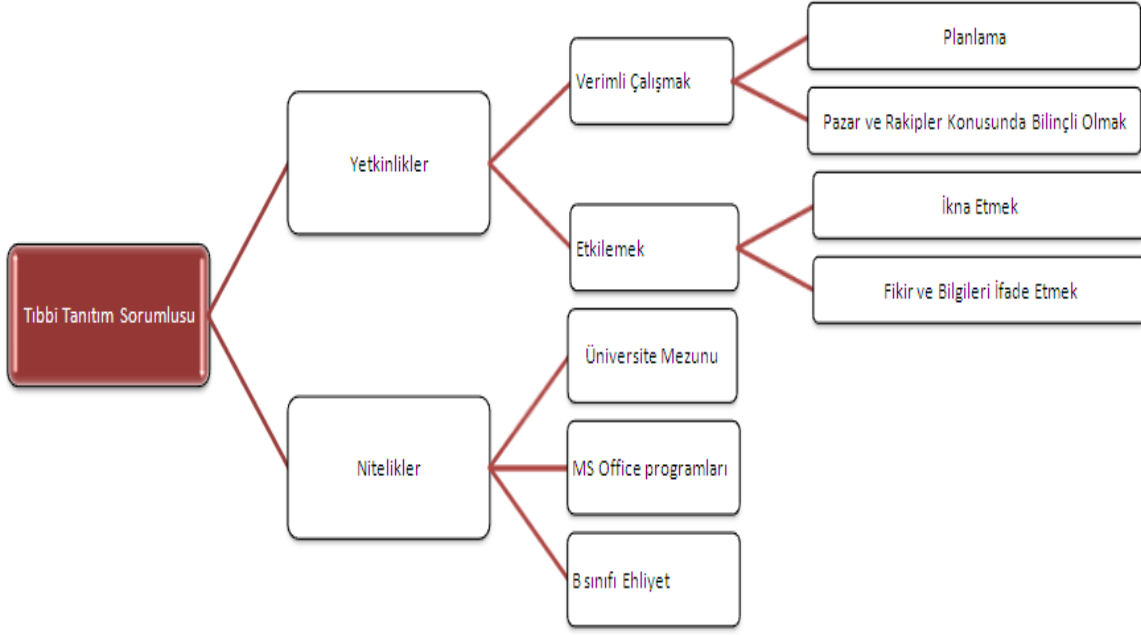 Tıbbi Tanıtım Sorumlusu
Yetkinlikler
Verimli Çalışmak
Planlama
Pazar ve Rakipler Konusunda Bilinçli Olmak
Etkilemek
İkna Etmek
Fikir ve Bilgileri İfade Etmek
Nitelikler
Üniversite Mezunu
MS Office programları
B sınıfı Ehliyet